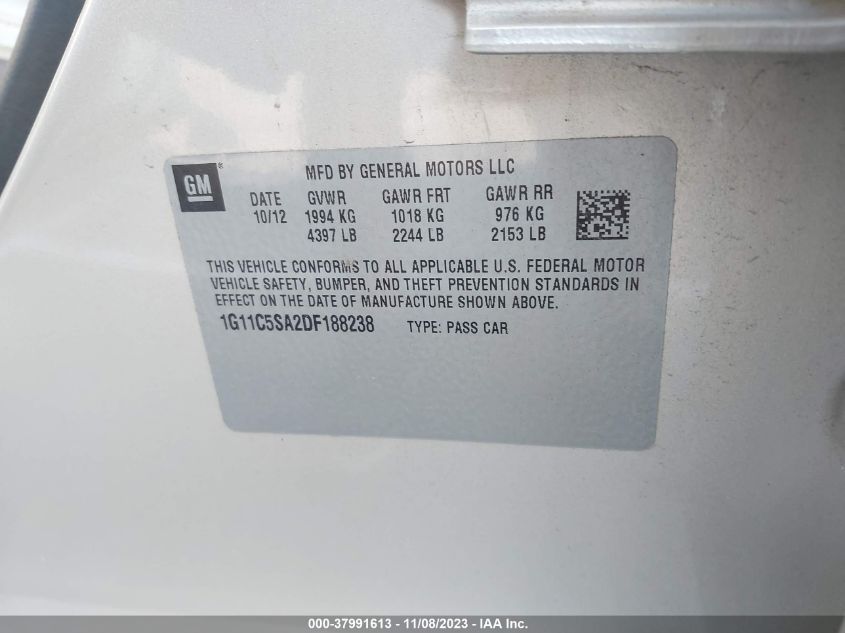 GM
MFD BY GENERAL MOTORS LLC
DATE GVWR GAWR FRT GAWR RR
10/12 1994 KG 1018 KG 976 KG
4397 LB 2244 LB 2153 LB
THIS VEHICLE CONFORMS TO ALL APPLICABLE U.S. FEDERAL MOTOR
VEHICLE SAFETY, BUMPER, AND THEFT PREVENTION STANDARDS IN
EFFECT ON THE DATE OF MANUFACTURE SHOWN ABOVE.
1G11C5SA2DF188238 TYPE: PASS CAR
000-37991613 - 11/08/2023 - IAA Inc.